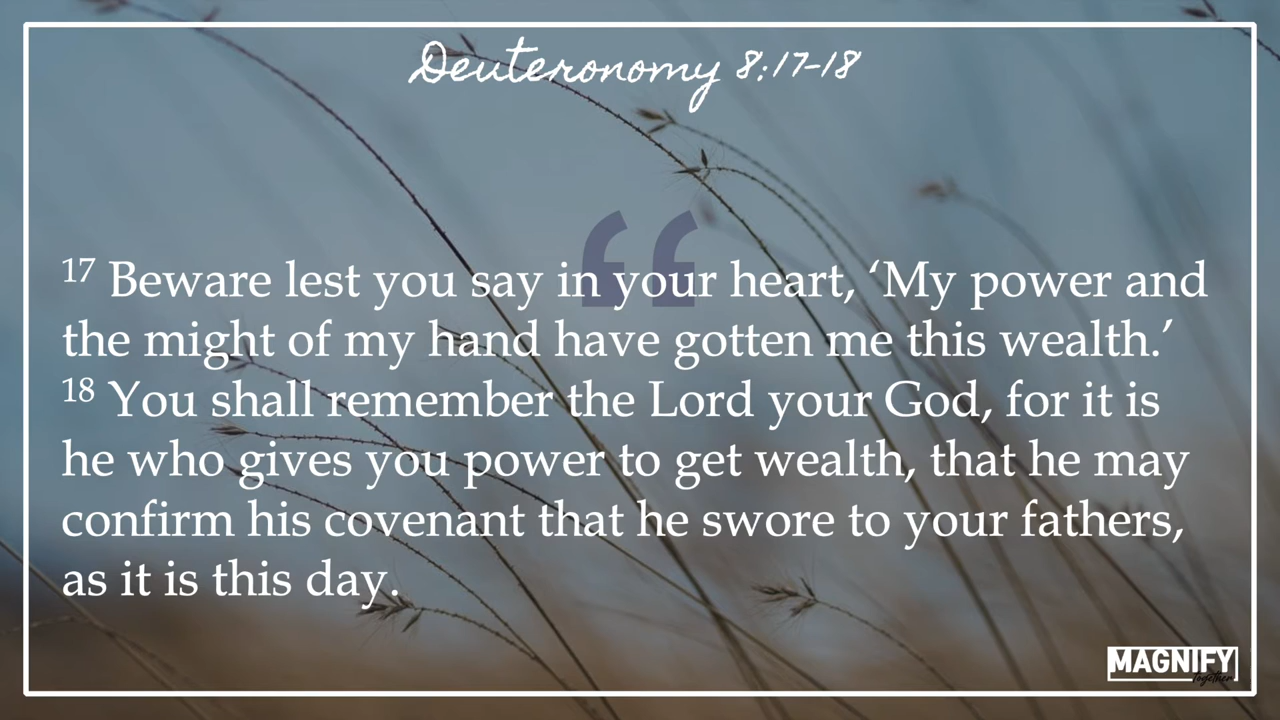 Deuteronomy 8:17-18
17 Beware lest you say in your heart, ‘My power and
the might of my hand have gotten me this wealth.’
18 You shall remember the Lord your God, for it is
he who gives you power to get wealth, that he may
confirm his covenant that he swore to your fathers,
as it is this day.
MAGNIFY
together